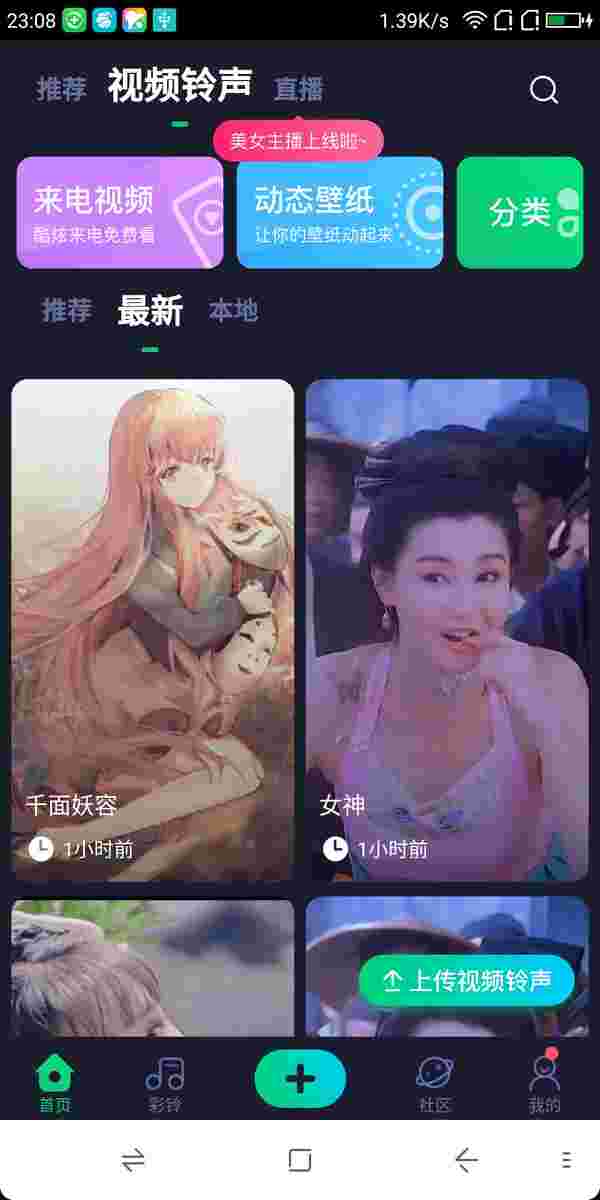 23:08
1.39K/s
推荐 视频铃声 直播
美女主播上线啦~
来电视频
酷炫来电免费看
动态壁纸
让你的壁纸动起来
分类
推荐 最新 本地
千面妖容
1小时前
女神
1小时前
上传视频铃声
首页 彩铃 社区 我的